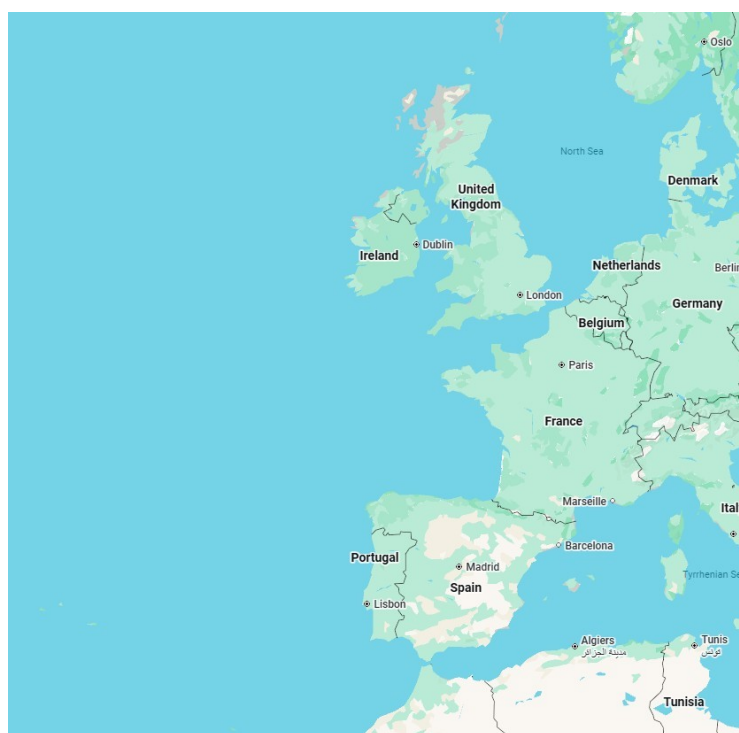 Oslo
North Sea
Denmark
United
Kingdom
Dublin
Ireland
Netherlands
Berlin
London
Germany
Belgium
Paris
France
Marseille
Ital
Barcelona
Portugal
Madrid
Tyrrhenian Se
Spain
Lisbon
Algiers
مدينة الجزائر
Tunis
تونس
Tunisia